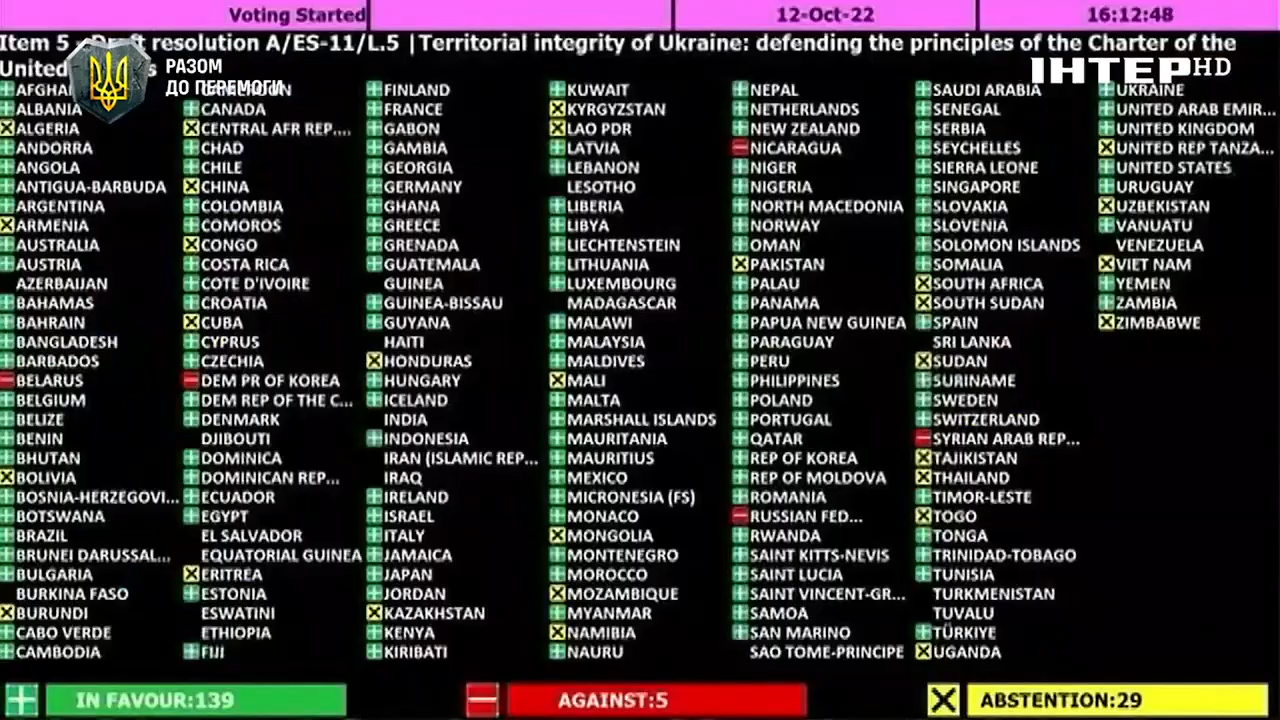 Voting Started
12-Oct-22
16:12:48
Item 5 resolution A/ES-11/L.5 |Territorial integrity of Ukraine: defending the principles of the Charter of the
РАЗОМ
ДО ПЕРЕМОГИ
ІНТЕР HD
ALBANIA
ALGERIA
ANDORRA
ANGOLA
ANTIGUA-BARBUDA
ARGENTINA
ARMENIA
AUSTRALIA
AUSTRIA
AZERBAIJAN
BAHAMAS
BAHRAIN
BANGLADESH
BARBADOS
BELARUS
BELGIUM
BELIZE
BENIN
BHUTAN
BOLIVIA
BOSNIA-HERZEGOVI...
BOTSWANA
BRAZIL
BRUNEI DARUSSAL...
BULGARIA
BURKINA FASO
BURUNDI
CABO VERDE
CAMBODIA
CANADA
CENTRAL AFR REP....
CHAD
CHILE
CHINA
COLOMBIA
COMOROS
CONGO
COSTA RICA
COTE D'IVOIRE
CROATIA
CUBA
CYPRUS
CZECHIA
DEM PR OF KOREA
DEM REP OF THE C...
DENMARK
DJIBOUTI
DOMINICA
DOMINICAN REP...
ECUADOR
EGYPT
EL SALVADOR
EQUATORIAL GUINEA
ERITREA
ESTONIA
ESWATINI
ETHIOPIA
FIJI
FINLAND
FRANCE
GABON
GAMBIA
GEORGIA
GERMANY
GHANA
GREECE
GRENADA
GUATEMALA
GUINEA
GUINEA-BISSAU
GUYANA
HAITI
HONDURAS
HUNGARY
ICELAND
INDIA
INDONESIA
IRAN (ISLAMIC REP...
IRAQ
IRELAND
ISRAEL
ITALY
JAMAICA
JAPAN
JORDAN
KAZAKHSTAN
KENYA
KIRIBATI
KUWAIT
KYRGYZSTAN
LAO PDR
LATVIA
LEBANON
LESOTHO
LIBERIA
LIBYA
LIECHTENSTEIN
LITHUANIA
LUXEMBOURG
MADAGASCAR
MALAWI
MALAYSIA
MALDIVES
MALI
MALTA
MARSHALL ISLANDS
MAURITANIA
MAURITIUS
MEXICO
MICRONESIA (FS)
MONACO
MONGOLIA
MONTENEGRO
MOROCCO
MOZAMBIQUE
MYANMAR
NAMIBIA
NAURU
NEPAL
NETHERLANDS
NEW ZEALAND
NICARAGUA
NIGER
NIGERIA
NORTH MACEDONIA
NORWAY
OMAN
PAKISTAN
PALAU
PANAMA
PAPUA NEW GUINEA
PARAGUAY
PERU
PHILIPPINES
POLAND
PORTUGAL
QATAR
REP OF KOREA
REP OF MOLDOVA
ROMANIA
RUSSIAN FED...
RWANDA
SAINT KITTS-NEVIS
SAINT LUCIA
SAINT VINCENT-GR...
SAMOA
SAN MARINO
SAO TOME-PRINCIPE
SAUDI ARABIA
SENEGAL
SERBIA
SEYCHELLES
SIERRA LEONE
SINGAPORE
SLOVAKIA
SLOVENIA
SOLOMON ISLANDS
SOMALIA
SOUTH AFRICA
SOUTH SUDAN
SPAIN
SRI LANKA
SUDAN
SURINAME
SWEDEN
SWITZERLAND
SYRIAN ARAB REP...
TAJIKISTAN
THAILAND
TIMOR-LESTE
TOGO
TONGA
TRINIDAD-TOBAGO
TUNISIA
TURKMENISTAN
TUVALU
TÜRKIYE
UGANDA
UKRAINE
UNITED ARAB EMIR...
UNITED KINGDOM
UNITED REP TANZA...
UNITED STATES
URUGUAY
UZBEKISTAN
VANUATU
VENEZUELA
VIET NAM
YEMEN
ZAMBIA
ZIMBABWE
IN FAVOUR:139
AGAINST:5
ABSTENTION:29